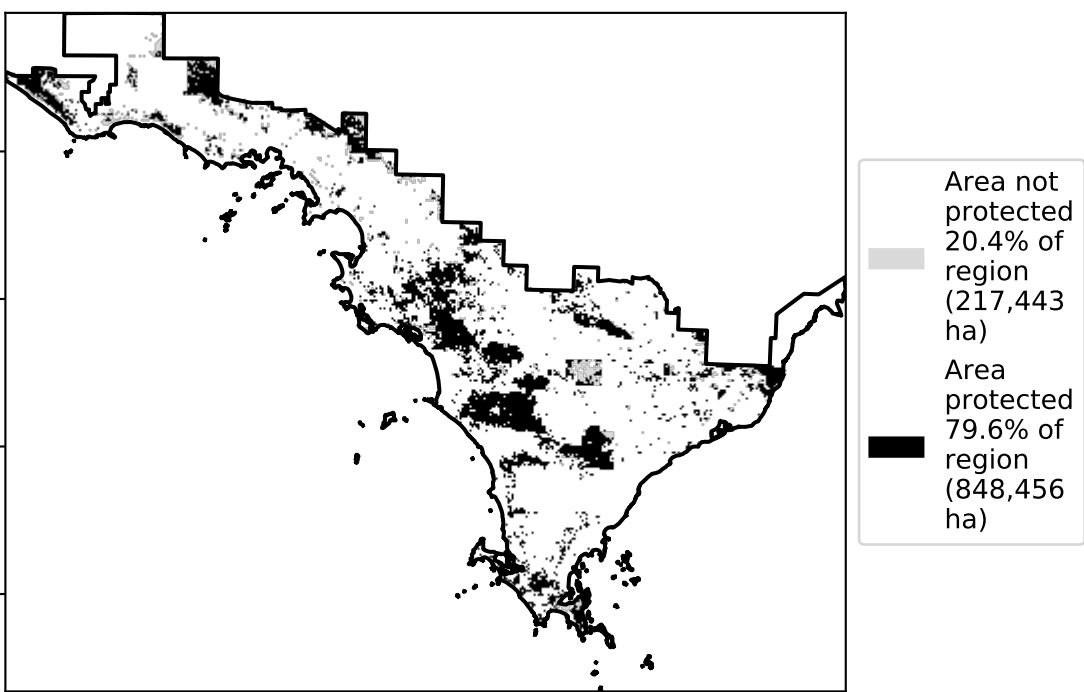 Area not
protected
20.4% of
region
(217,443
ha)
Area
protected
79.6% of
region
(848,456
ha)